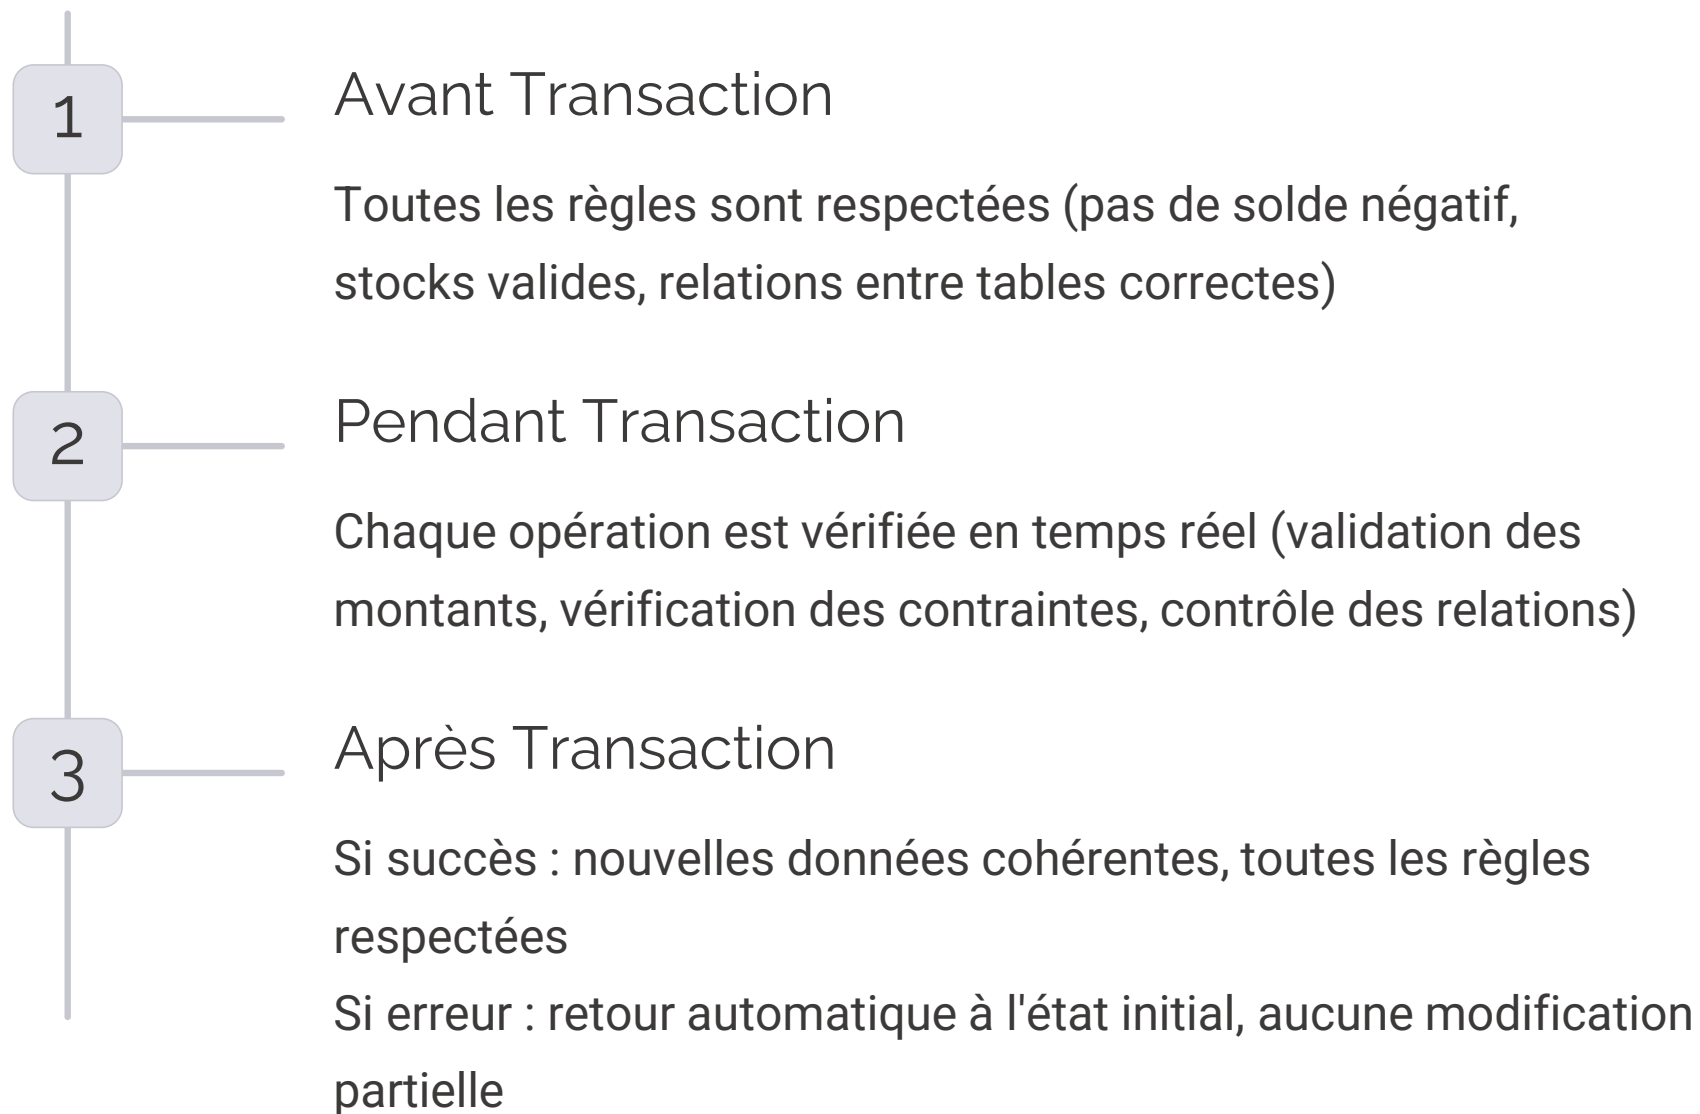 1
Avant Transaction
Toutes les règles sont respectées (pas de solde négatif,
stocks valides, relations entre tables correctes)
2
Pendant Transaction
Chaque opération est vérifiée en temps réel (validation des
montants, vérification des contraintes, contrôle des relations)
3
Après Transaction
Si succès : nouvelles données cohérentes, toutes les règles
respectées
Si erreur : retour automatique à l'état initial, aucune modification
partielle